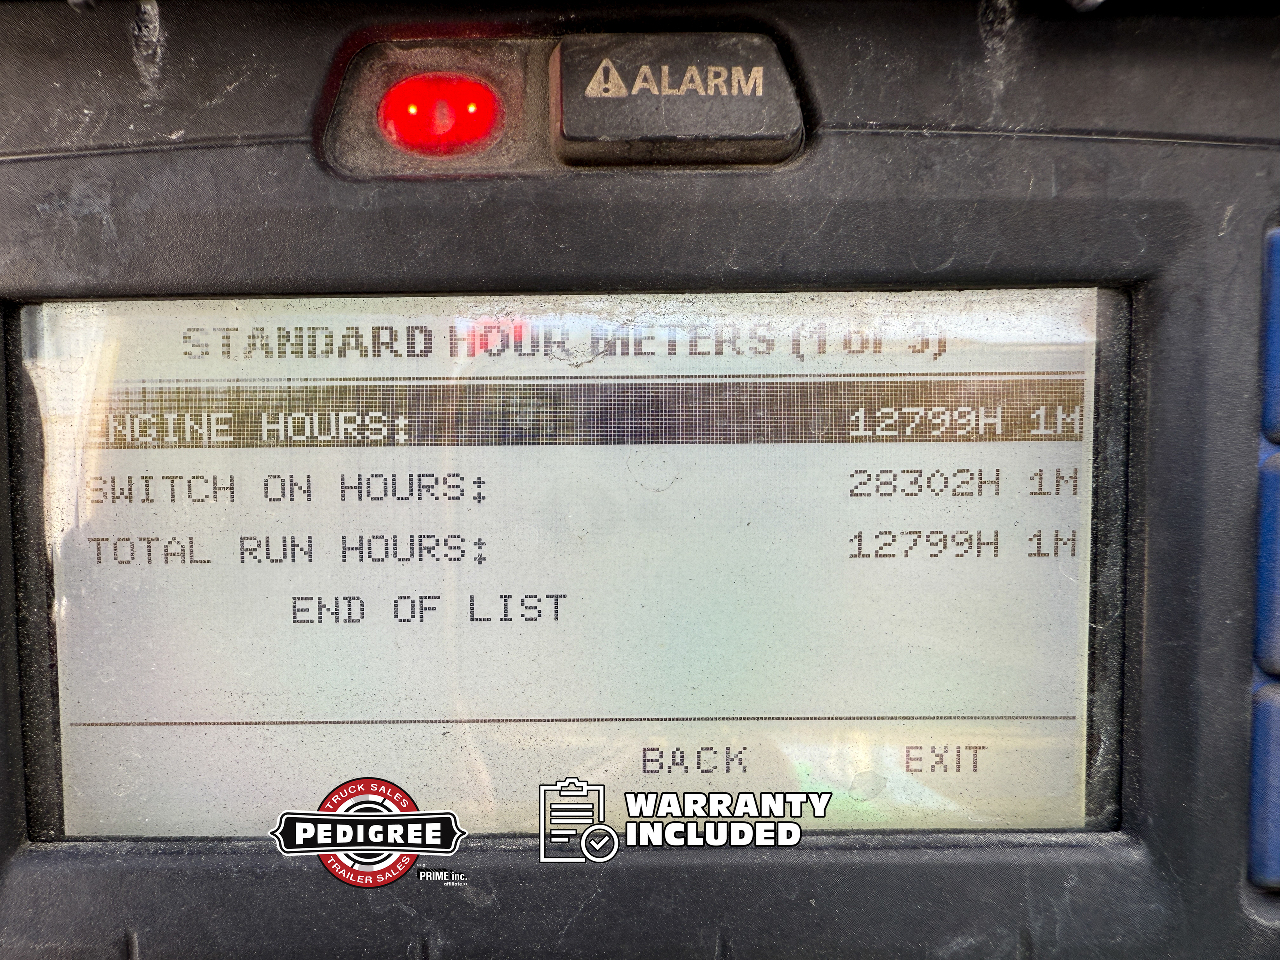 ALARM
STANDARD HOUR METERS (1 of 3)
ENGINE HOURS: 12799H 1M
SWITCH ON HOURS: 28302H 1M
TOTAL RUN HOURS: 12799H 1M
END OF LIST
BACK EXIT
TRUCK SALES
PEDIGREE
TRAILER SALES
PRIME inc.
affiliate
WARRANTY
INCLUDED